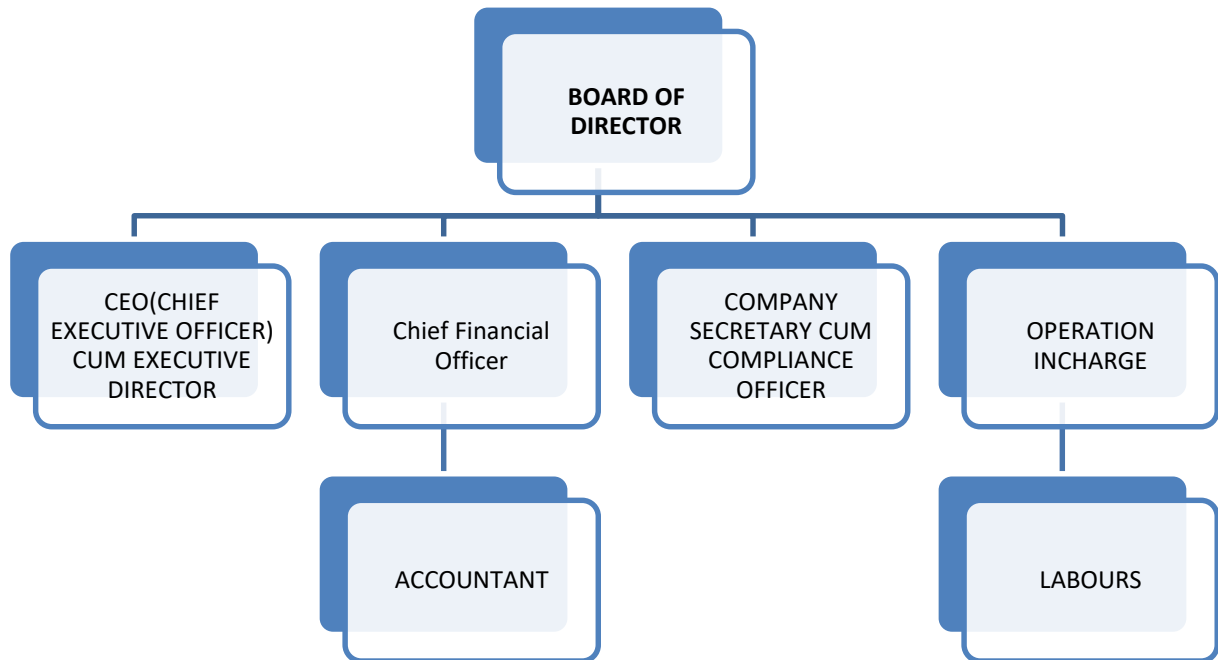 BOARD OF
DIRECTOR
CEO(CHIEF
EXECUTIVE OFFICER)
CUM EXECUTIVE
DIRECTOR
Chief Financial
Officer
COMPANY
SECRETARY CUM
COMPLIANCE
OFFICER
OPERATION
INCHARGE
ACCOUNTANT
LABOURS